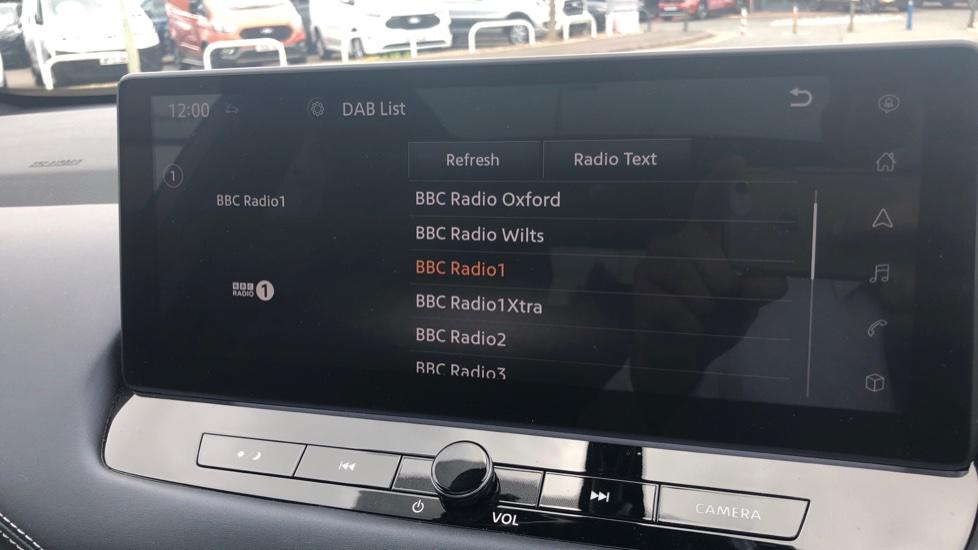 12:00 DAB List
Refresh Radio Text
1
BBC Radio1
BBC RADIO 1
BBC Radio Oxford
BBC Radio Wilts
BBC Radio1
BBC Radio1Xtra
BBC Radio2
BBC Radio3
VOL
CAMERA